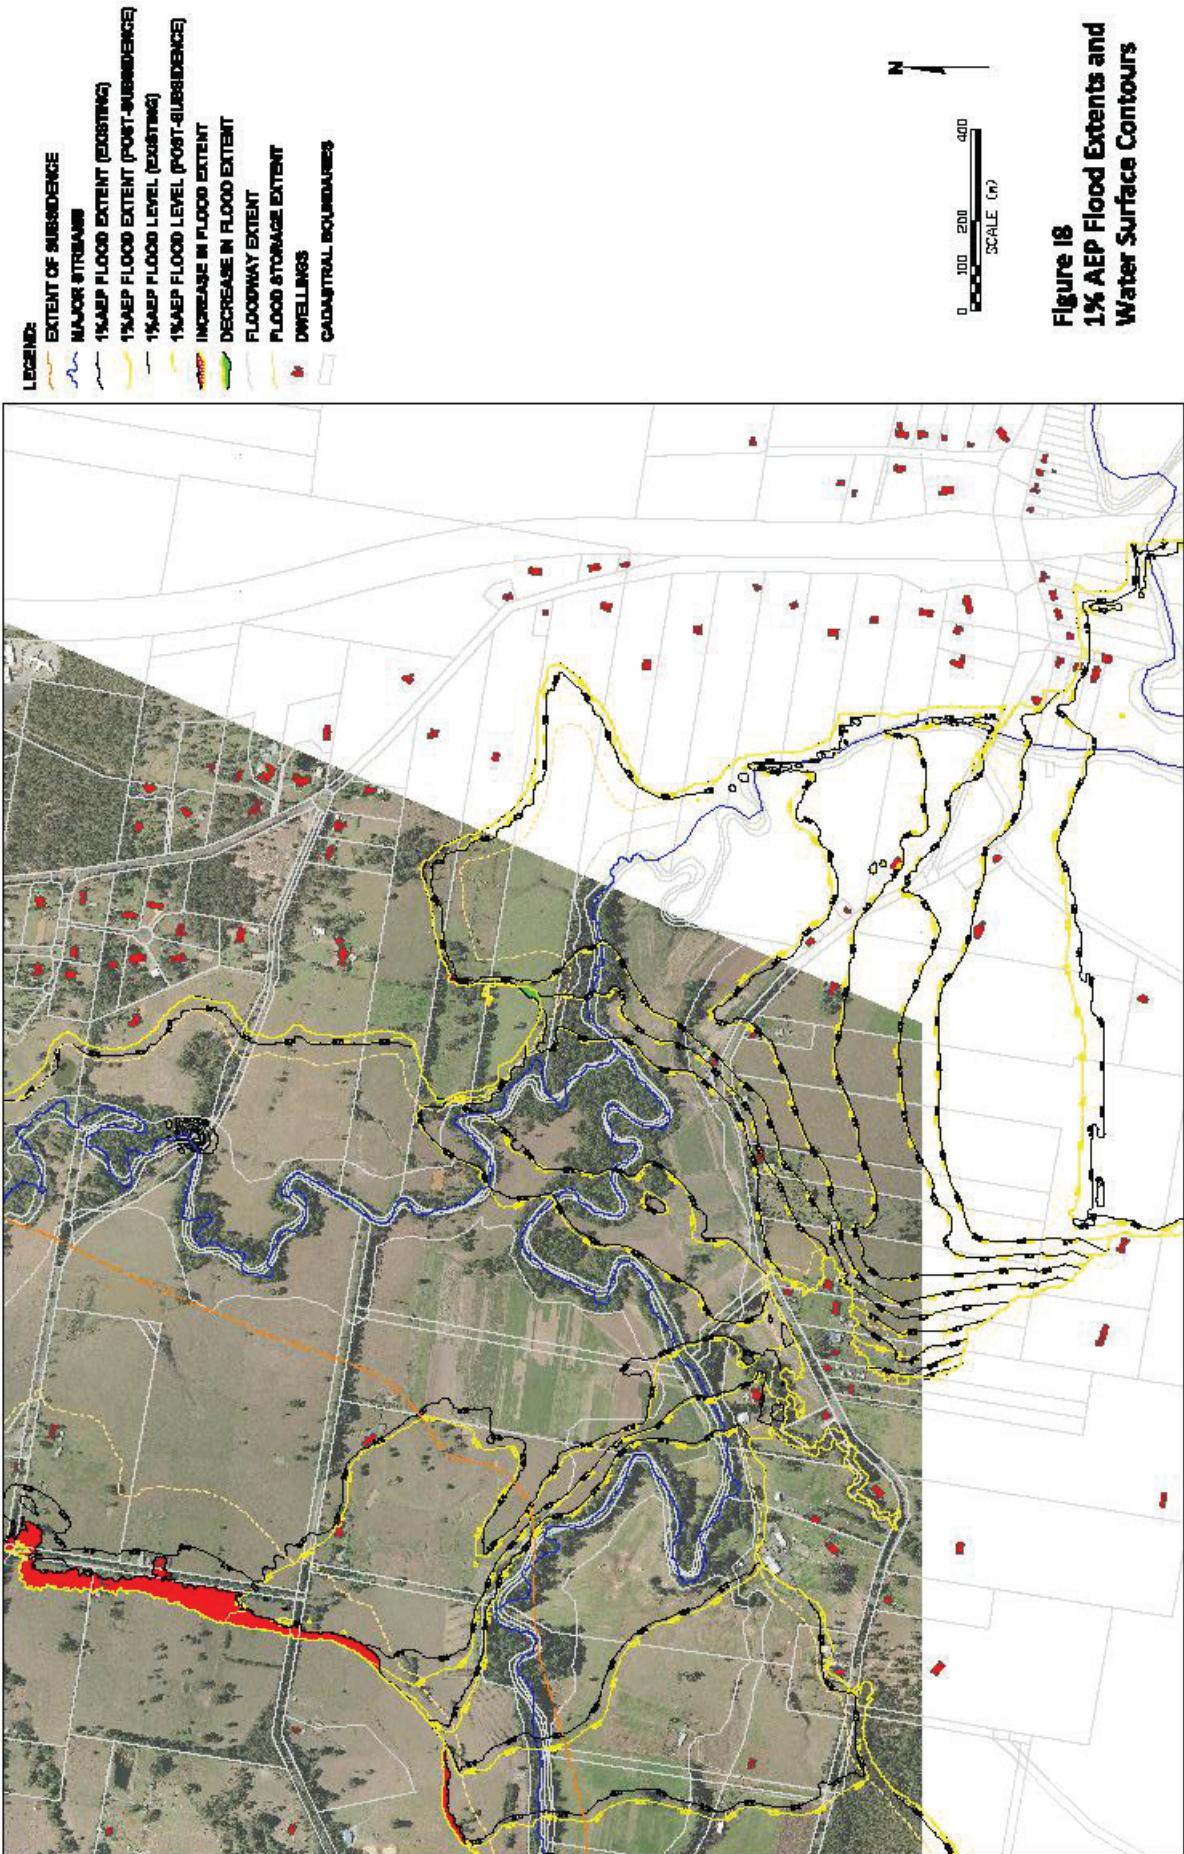 LEGEND:
EXTENT OF SUBSIDENCE
MAJOR STREAMS
1%AEP FLOOD EXTENT (EXISTING)
1%AEP FLOOD EXTENT (POST-SUBSIDENCE)
1%AEP FLOOD LEVEL (EXISTING)
1%AEP FLOOD LEVEL (POST-SUBSIDENCE)
INCREASE IN FLOOD EXTENT
DECREASE IN FLOOD EXTENT
FLOODWAY EXTENT
FLOOD STORAGE EXTENT
DWELLINGS
CADASTRAL BOUNDARIES
N
0 100 200 400
SCALE (m)
Figure I8
1% AEP Flood Extents and
Water Surface Contours